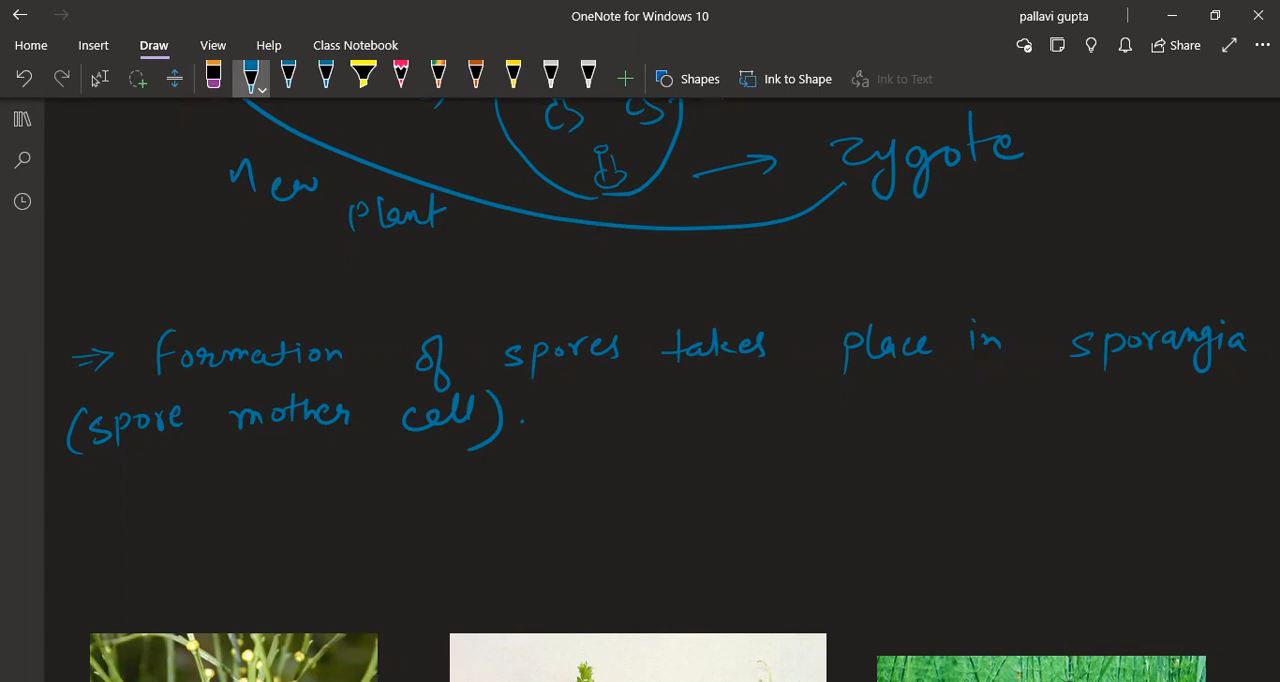 OneNote for Windows 10
pallavi gupta
Home Insert Draw View Help Class Notebook
Share
Shapes Ink to Shape Ink to Text
zygote
new
plant
⇒ formation of spores takes place in sporangia
(spore mother cell).